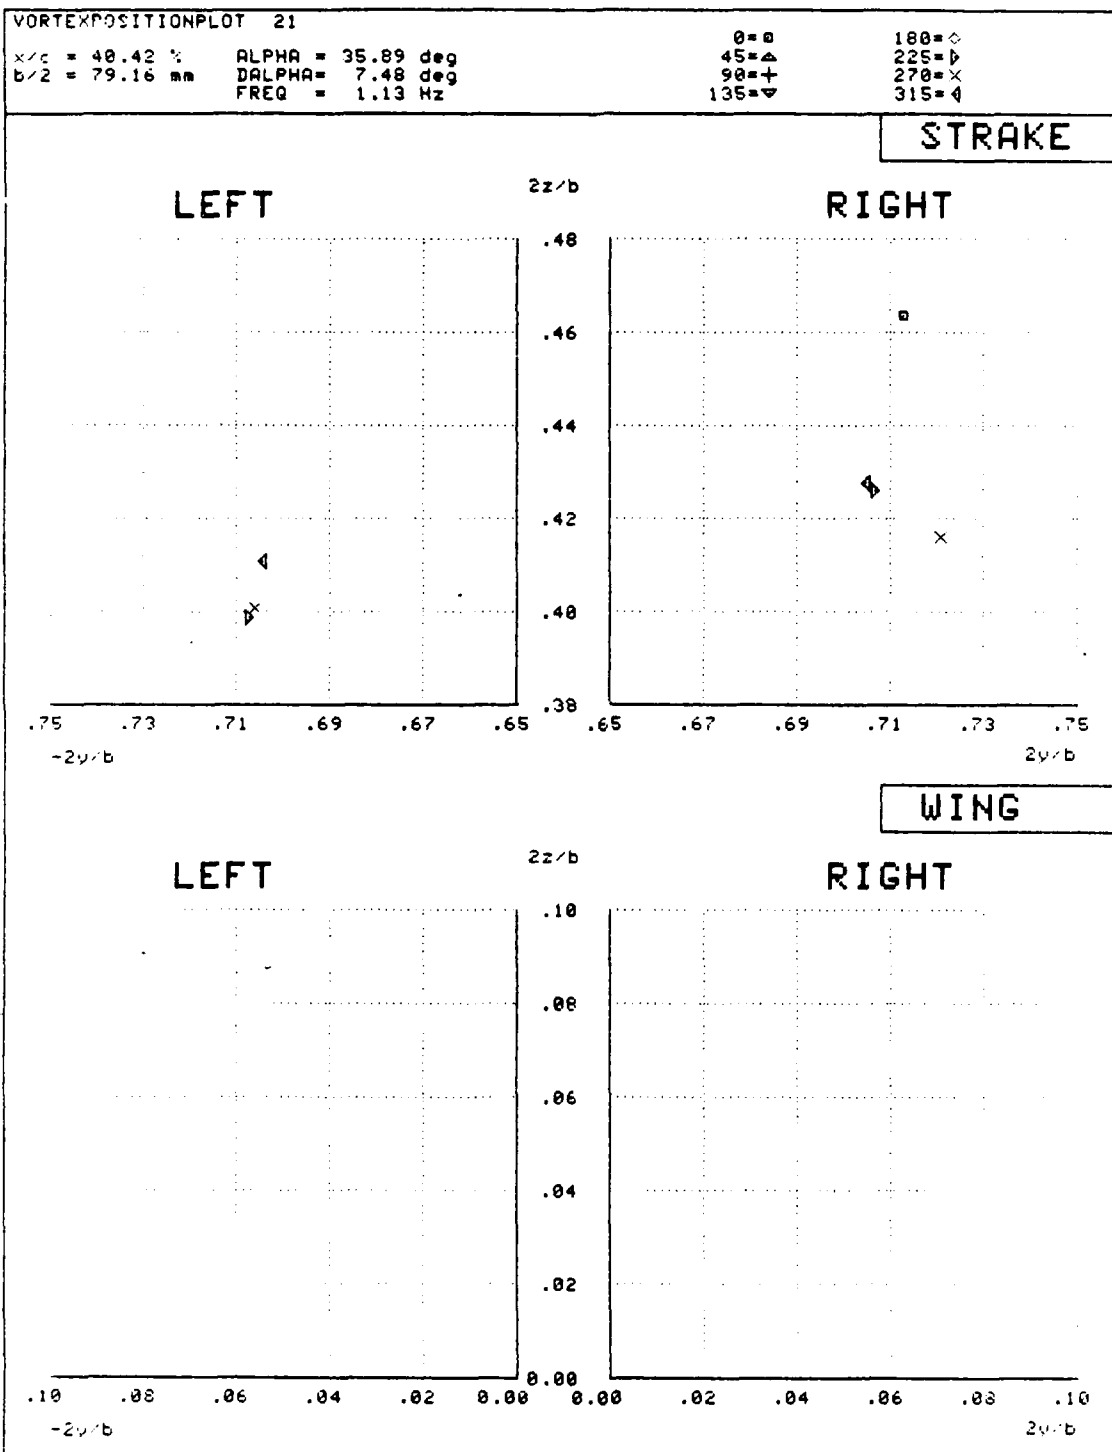 VORTEXPOSITIONPLOT 21
x/c = 40.42 % ALPHA = 35.89 deg 0= 180=
b/2 = 79.16 mm DALPHA= 7.48 deg 45= 225=
FREQ = 1.13 Hz 90= 270=
135= 315=
STRAKE
2z/b
LEFT RIGHT
.48
.46
.44
.42
.40
.38
.75 .73 .71 .69 .67 .65 .65 .67 .69 .71 .73 .75
-2y/b 2y/b
WING
2z/b
LEFT RIGHT
.10
.08
.06
.04
.02
0.00
.10 .08 .06 .04 .02 0.00 0.00 .02 .04 .06 .08 .10
-2y/b 2y/b